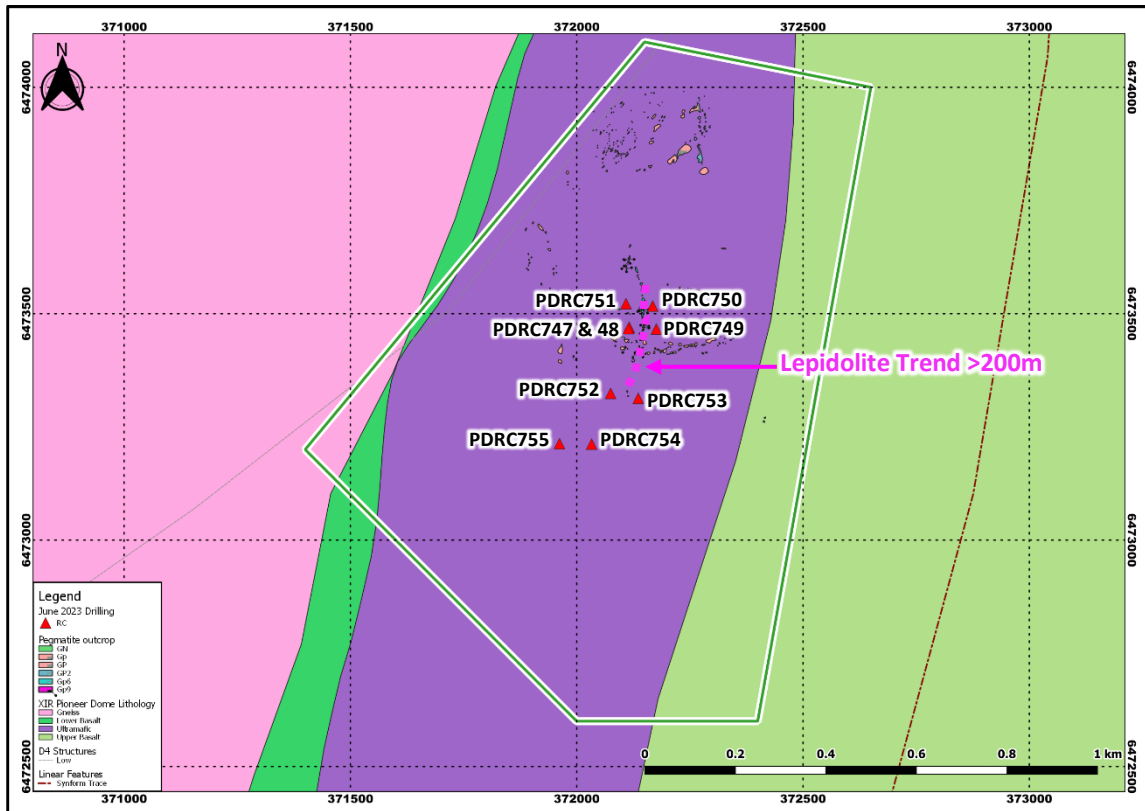 371000 371500 372000 372500 373000
N
6474000 6474000
PDRC751 PDRC750
6473500 6473500
PDRC747 & 48 PDRC749
Lepidolite Trend >200m
PDRC752 PDRC753
PDRC755 PDRC754
6473000 6473000
Legend
June 2023 Drilling
RC
Pegmatite outcrop
GN
Gp
GP
GP2
Gp6
Gp9
XIR Pioneer Dome Lithology
Gneiss
Lower Basalt
Ultramafic
Upper Basalt
D4 Structures
Low
Linear Features
Synform Trace
0 0.2 0.4 0.6 0.8 1 km
6472500 6472500
371000 371500 372000 372500 373000